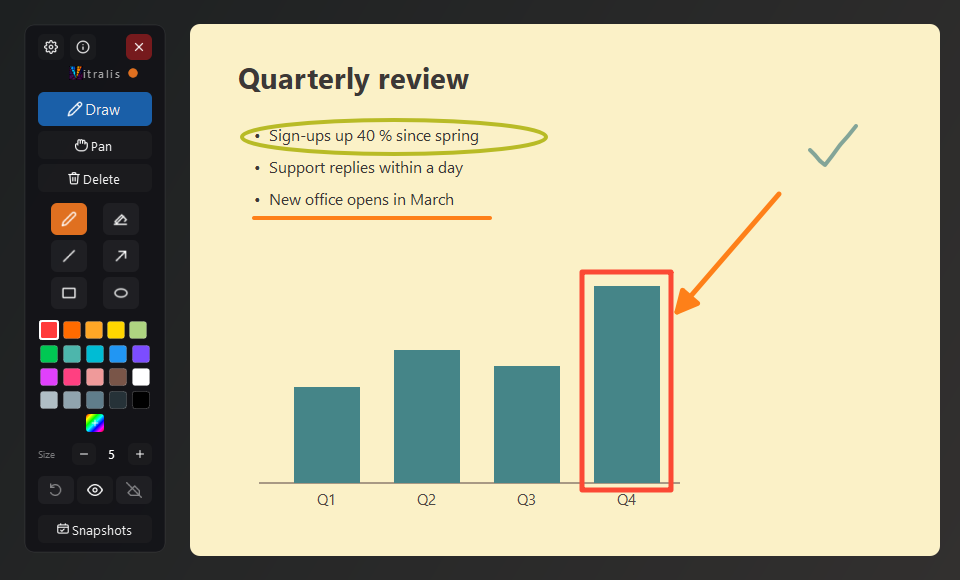 Vitralis
Draw
Pan
Delete
Size
5
Snapshots
Quarterly review
• Sign-ups up 40 % since spring
• Support replies within a day
• New office opens in March
Q1
Q2
Q3
Q4